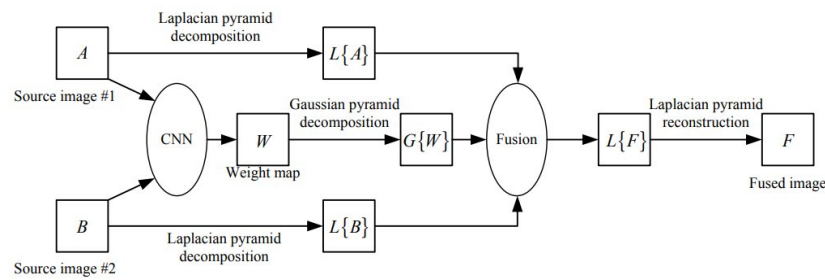 Laplacian pyramid
decomposition
A
L{A}
Source image #1
Gaussian pyramid
decomposition
Laplacian pyramid
reconstruction
CNN
W
G{W}
Fusion
L{F}
F
Weight map
Fused image
B
L{B}
Laplacian pyramid
decomposition
Source image #2